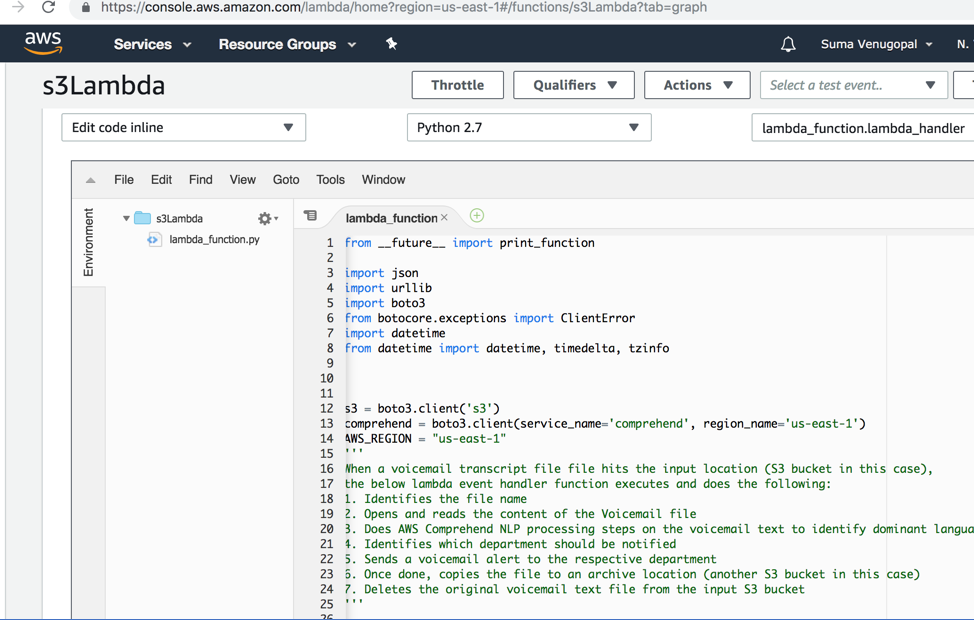 https://console.aws.amazon.com/lambda/home?region=us-east-1#/functions/s3Lambda?tab=graph
aws Services Resource Groups Suma Venugopal N.
s3Lambda Throttle Qualifiers Actions Select a test event..
Edit code inline Python 2.7 lambda_function.lambda_handler
File Edit Find View Goto Tools Window
Environment
s3Lambda
lambda_function.py
lambda_function
1 from __future__ import print_function
2
3 import json
4 import urllib
5 import boto3
6 from botocore.exceptions import ClientError
7 import datetime
8 from datetime import datetime, timedelta, tzinfo
9
10
11
12 s3 = boto3.client('s3')
13 comprehend = boto3.client(service_name='comprehend', region_name='us-east-1')
14 AWS_REGION = "us-east-1"
15 '''
16 When a voicemail transcript file file hits the input location (S3 bucket in this case),
17 the below lambda event handler function executes and does the following:
18 1. Identifies the file name
19 2. Opens and reads the content of the Voicemail file
20 3. Does AWS Comprehend NLP processing steps on the voicemail text to identify dominant langua
21 4. Identifies which department should be notified
22 5. Sends a voicemail alert to the respective department
23 6. Once done, copies the file to an archive location (another S3 bucket in this case)
24 7. Deletes the original voicemail text file from the input S3 bucket
25 '''
26